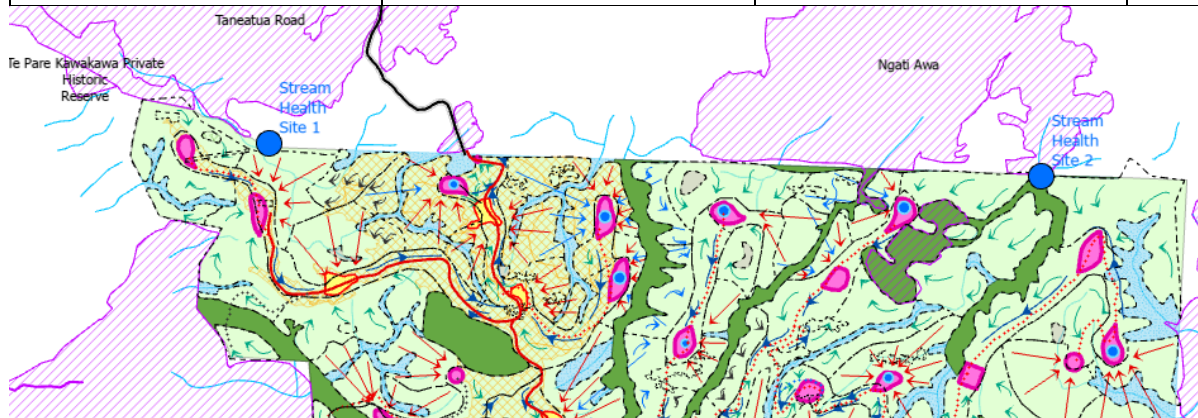 Taneatua Road
Te Pare Kawakawa Private
Historic
Reserve
Stream
Health
Site 1
Ngati Awa
Stream
Health
Site 2